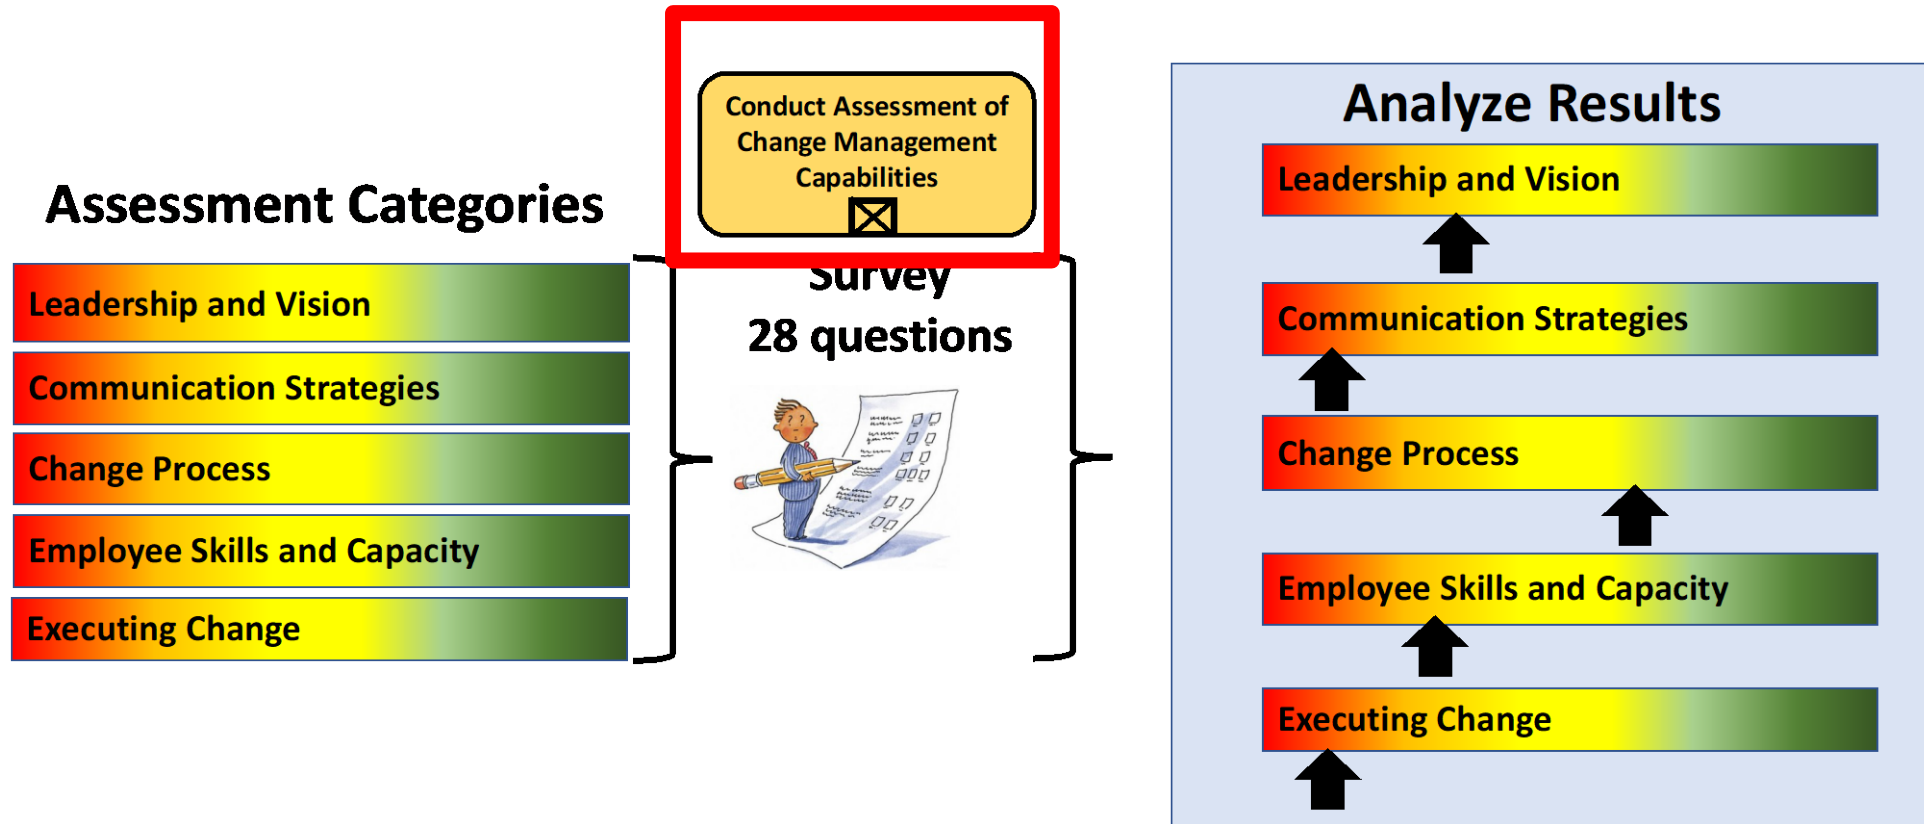 Assessment Categories
Leadership and Vision
Communication Strategies
Change Process
Employee Skills and Capacity
Executing Change
Conduct Assessment of
Change Management
Capabilities
Survey
28 questions
Analyze Results
Leadership and Vision
Communication Strategies
Change Process
Employee Skills and Capacity
Executing Change